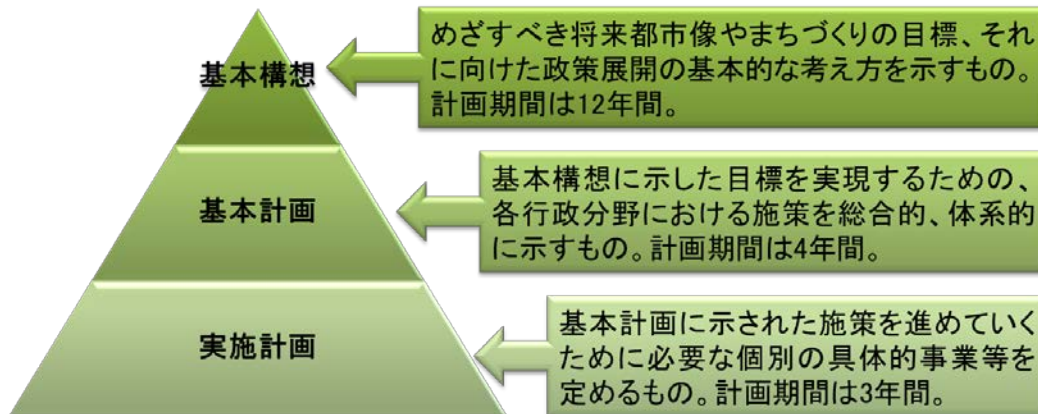 基本構想
めざすべき将来都市像やまちづくりの目標、それ
に向けた政策展開の基本的な考え方を示すもの。
計画期間は12年間。
基本計画
基本構想に示した目標を実現するための、
各行政分野における施策を総合的、体系的
に示すもの。計画期間は4年間。
実施計画
基本計画に示された施策を進めていく
ために必要な個別の具体的事業等を
定めるもの。計画期間は3年間。